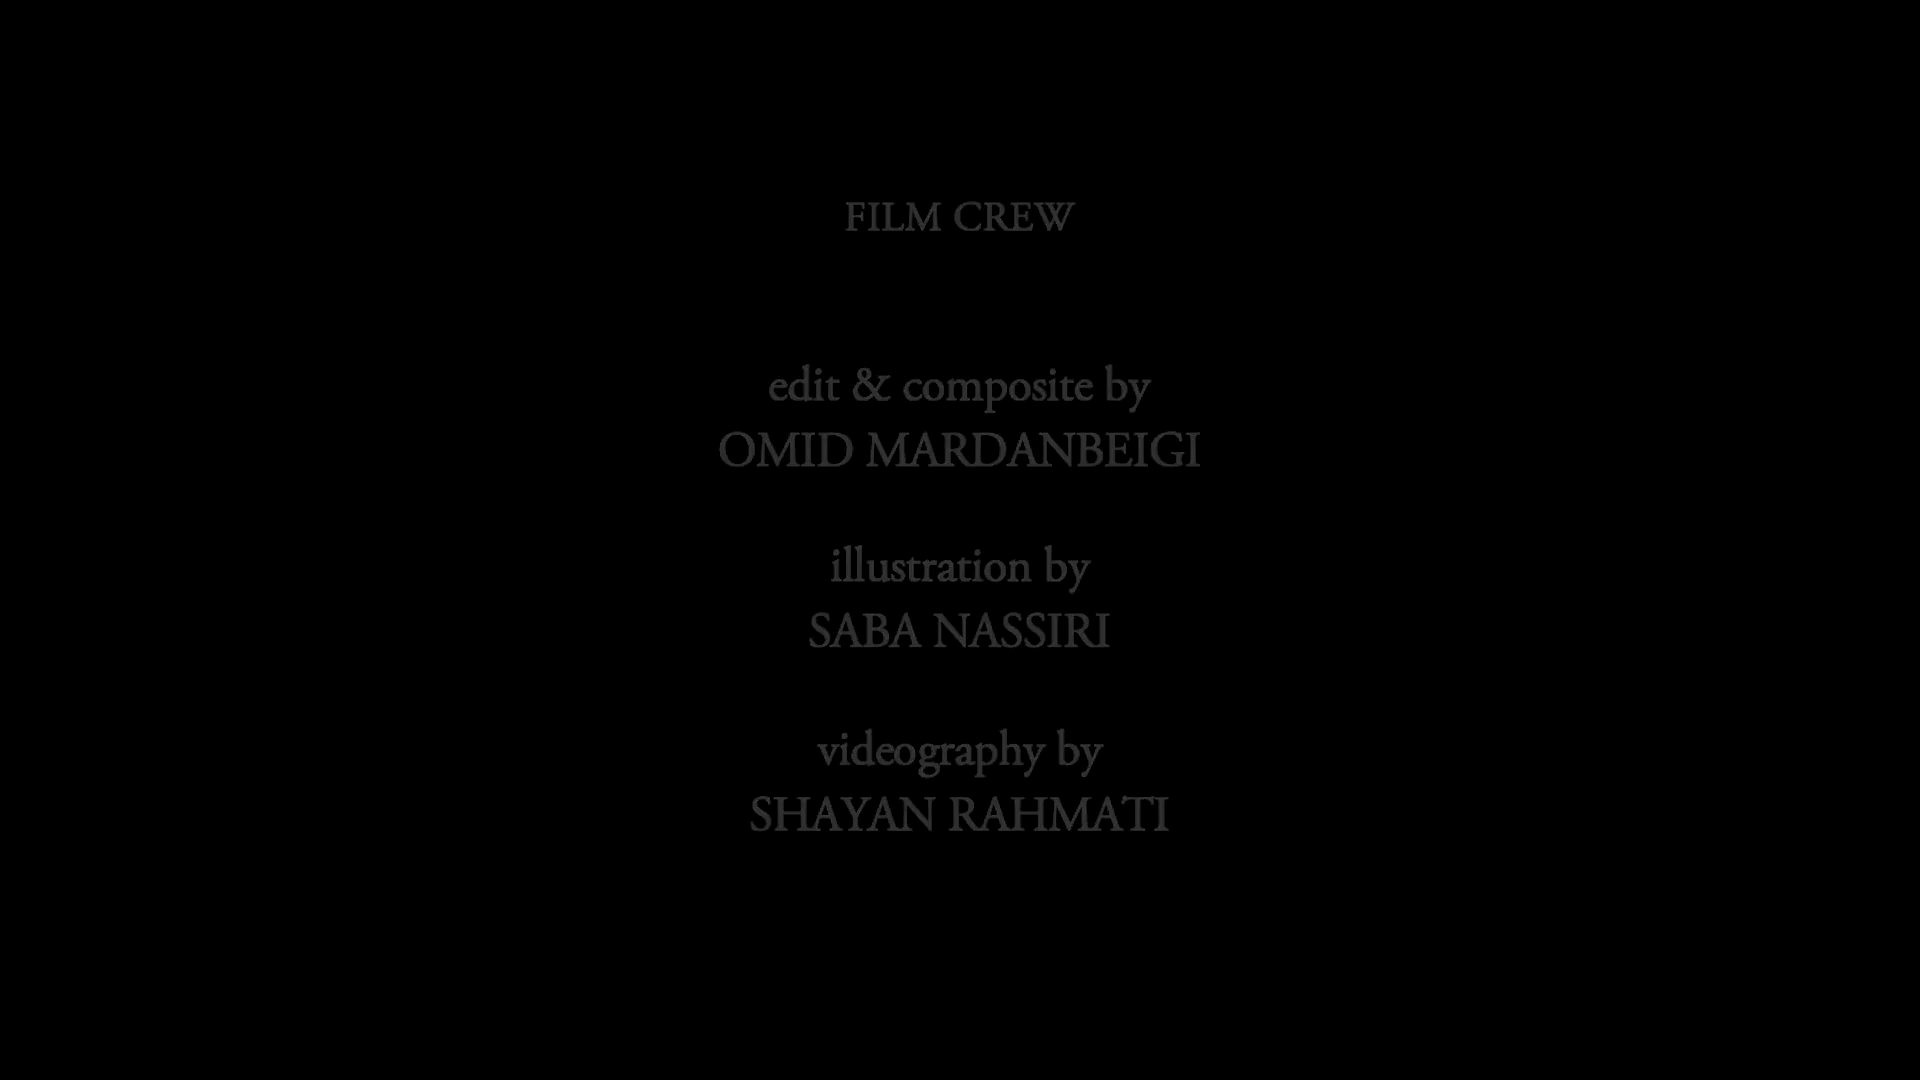 FILM CREW
edit & composite by
OMID MARDANBEIGI
illustration by
SABA NASSIRI
videography by
SHAYAN RAHMATI